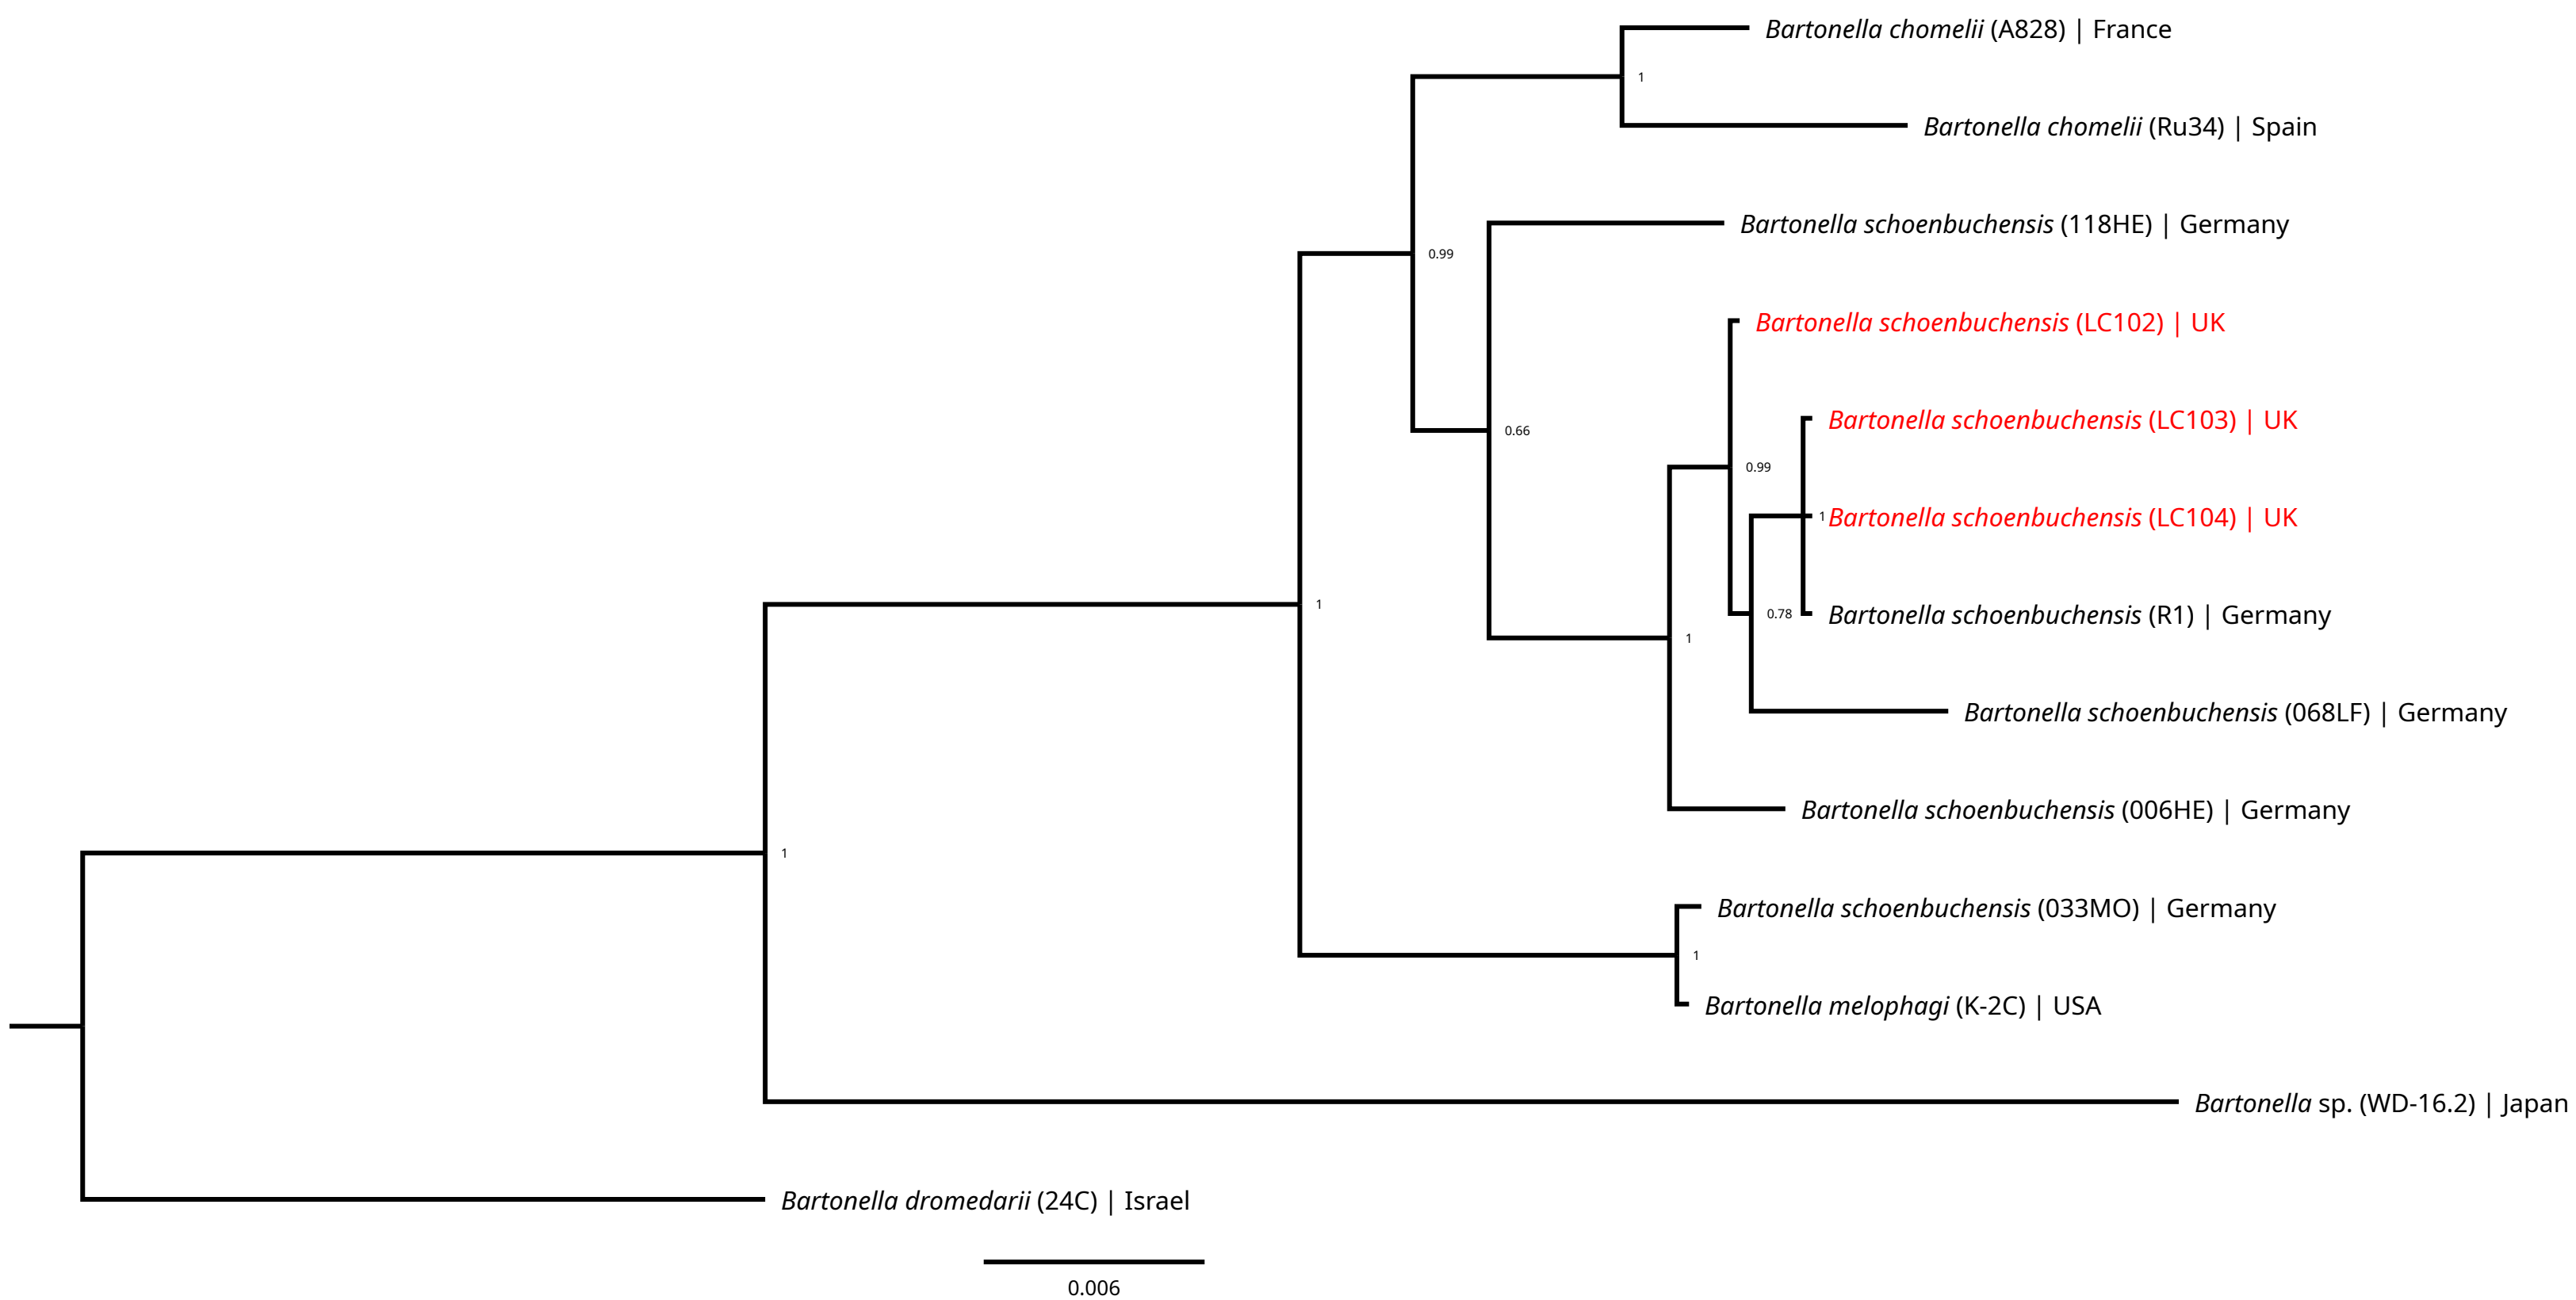 Bartonella chomelii (A828) | France
1
Bartonella chomelii (Ru34) | Spain
Bartonella schoenbuchensis (118HE) | Germany
0.99
Bartonella schoenbuchensis (LC102) | UK
Bartonella schoenbuchensis (LC103) | UK
0.66
0.99
1 Bartonella schoenbuchensis (LC104) | UK
1
0.78
Bartonella schoenbuchensis (R1) | Germany
1
Bartonella schoenbuchensis (068LF) | Germany
Bartonella schoenbuchensis (006HE) | Germany
1
Bartonella schoenbuchensis (033MO) | Germany
1
Bartonella melophagi (K-2C) | USA
Bartonella sp. (WD-16.2) | Japan
Bartonella dromedarii (24C) | Israel
0.006